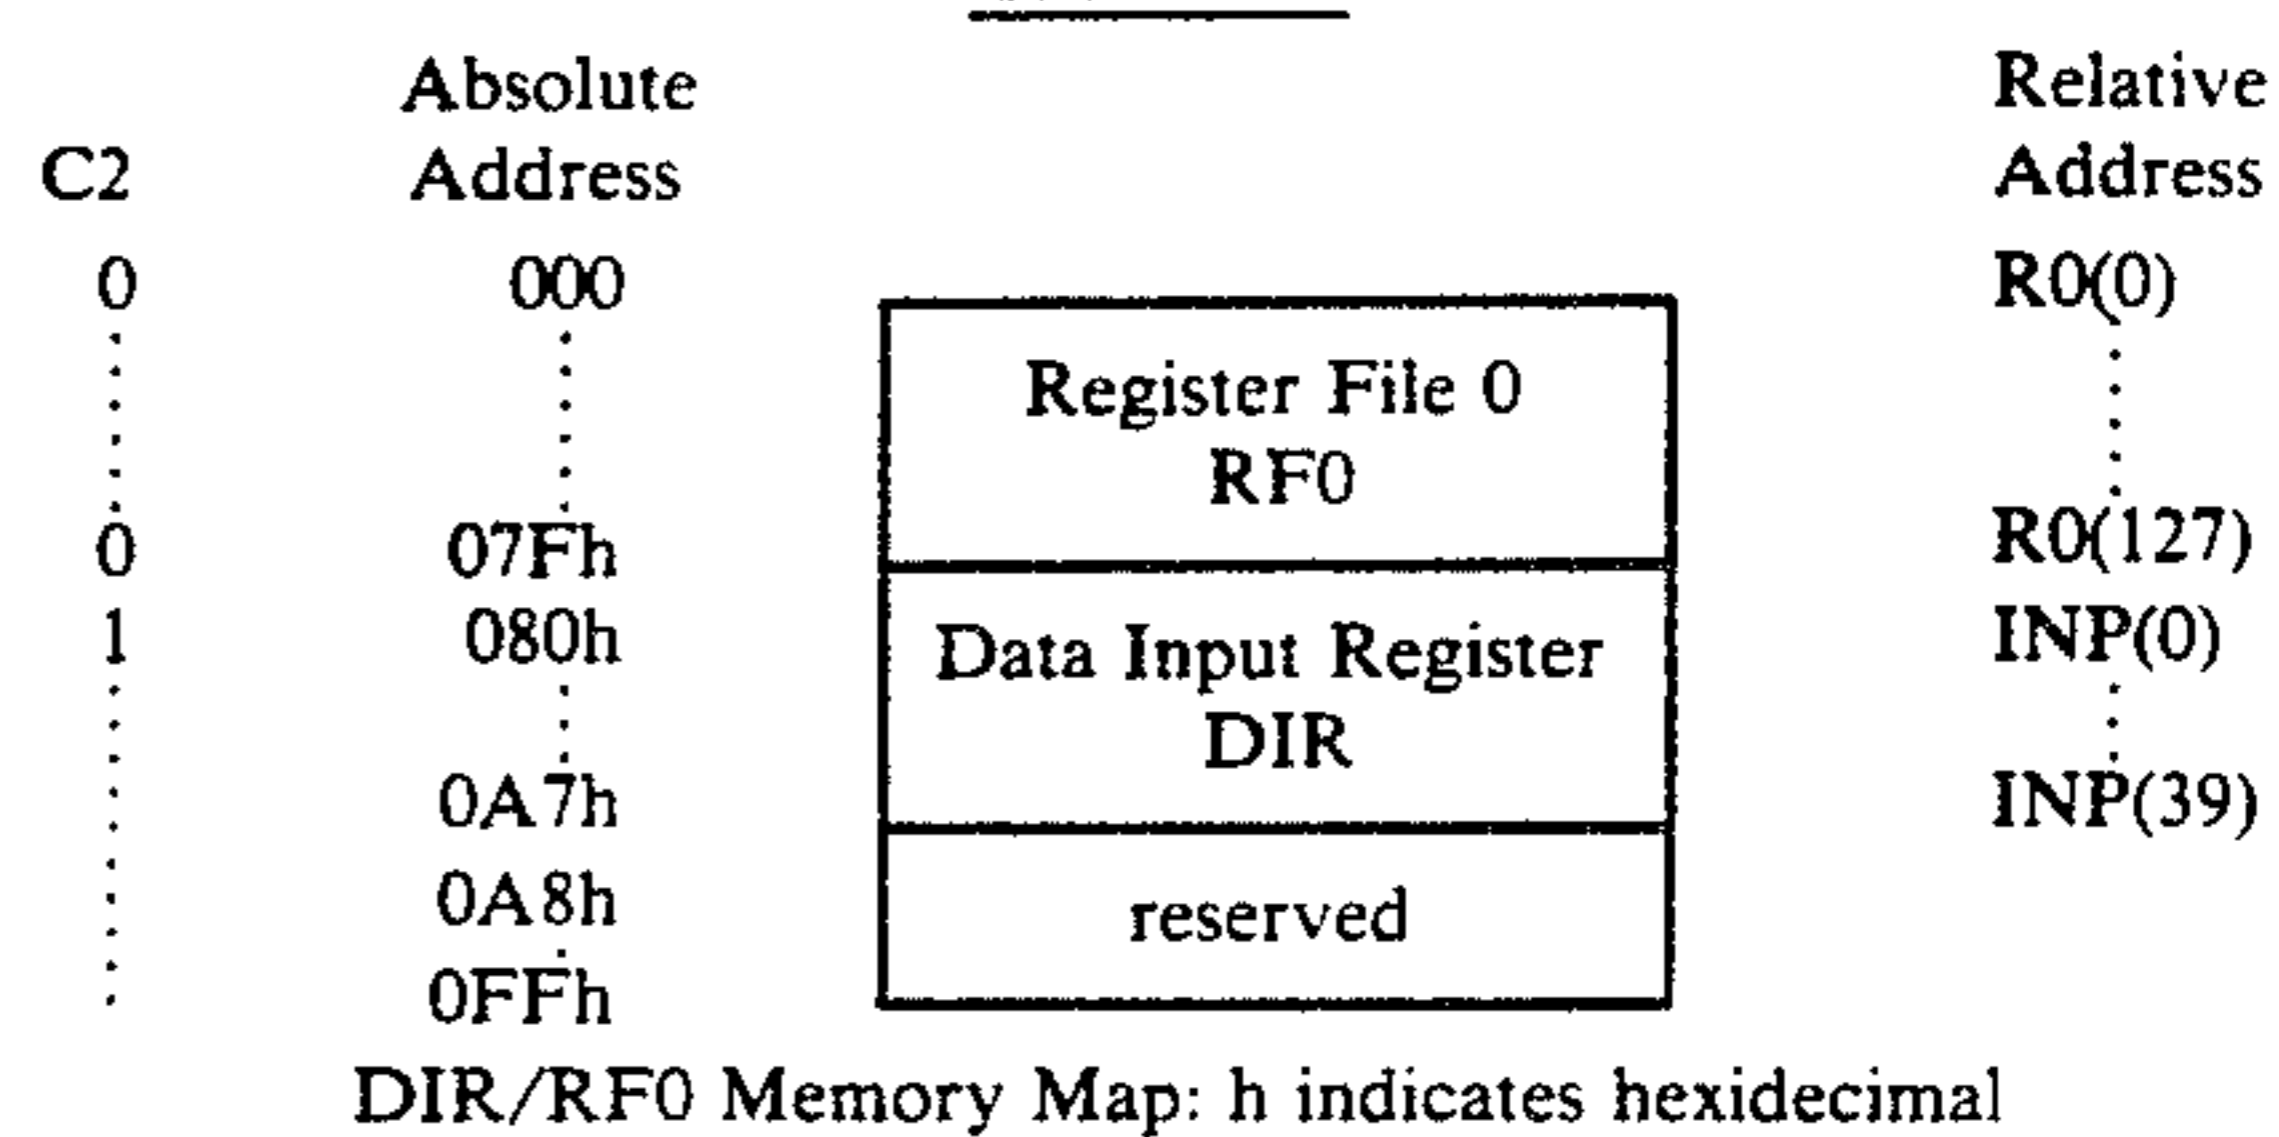 Absolute Relative
C2 Address Address
0 000 R0(0)
Register File 0
RF0
0 07Fh R0(127)
1 080h INP(0)
Data Input Register
DIR
0A7h INP(39)
0A8h
reserved
0FFh
DIR/RF0 Memory Map: h indicates hexidecimal